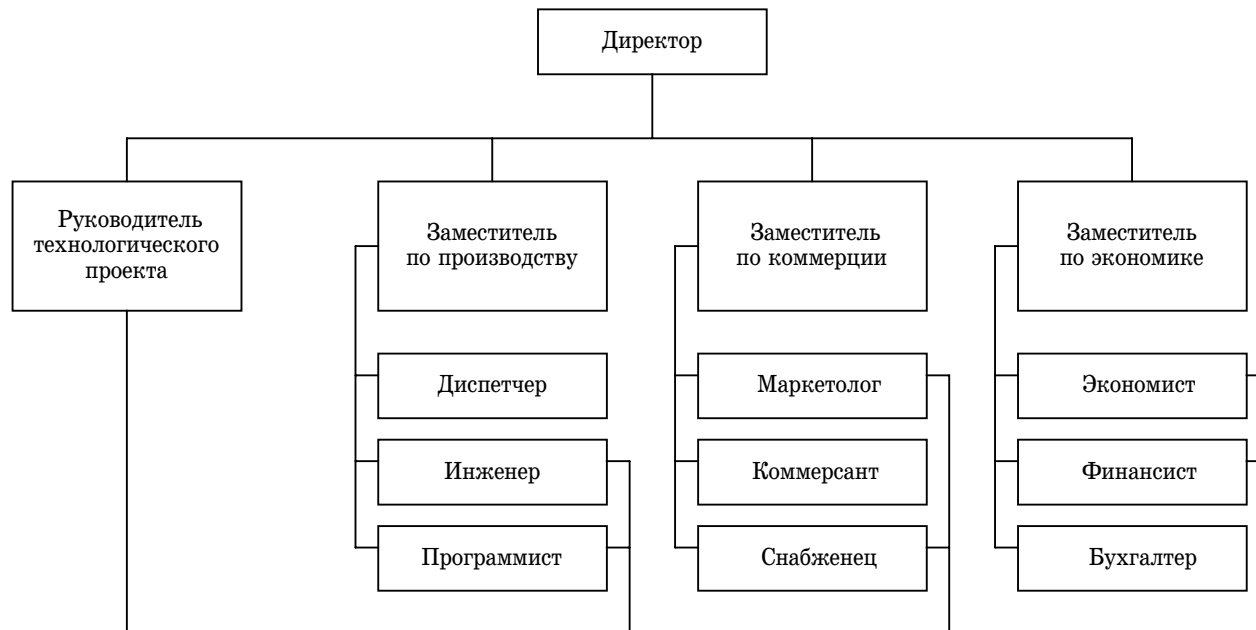 Директор
Руководитель
технологического
проекта
Заместитель
по производству
Заместитель
по коммерции
Заместитель
по экономике
Диспетчер
Маркетолог
Экономист
Инженер
Коммерсант
Финансист
Программист
Снабженец
Бухгалтер